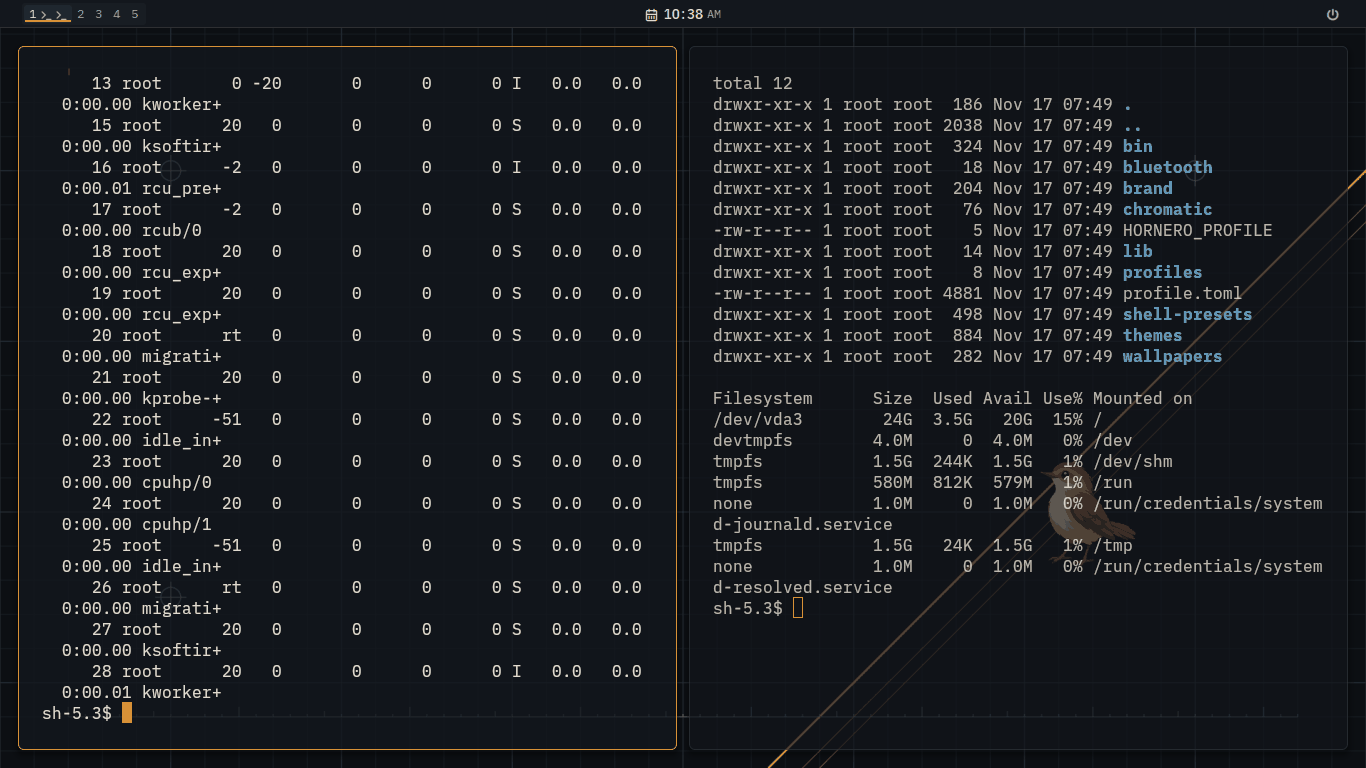 1 2 3 4 5
10:38 AM
13 root 0 -20 0 0 0 I 0.0 0.0
0:00.00 kworker+
15 root 20 0 0 0 0 S 0.0 0.0
0:00.00 ksoftir+
16 root -2 0 0 0 0 I 0.0 0.0
0:00.01 rcu_pre+
17 root -2 0 0 0 0 S 0.0 0.0
0:00.00 rcub/0
18 root 20 0 0 0 0 S 0.0 0.0
0:00.00 rcu_exp+
19 root 20 0 0 0 0 S 0.0 0.0
0:00.00 rcu_exp+
20 root rt 0 0 0 0 S 0.0 0.0
0:00.00 migrati+
21 root 20 0 0 0 0 S 0.0 0.0
0:00.00 kprobe-+
22 root -51 0 0 0 0 S 0.0 0.0
0:00.00 idle_in+
23 root 20 0 0 0 0 S 0.0 0.0
0:00.00 cpuhp/0
24 root 20 0 0 0 0 S 0.0 0.0
0:00.00 cpuhp/1
25 root -51 0 0 0 0 S 0.0 0.0
0:00.00 idle_in+
26 root rt 0 0 0 0 S 0.0 0.0
0:00.00 migrati+
27 root 20 0 0 0 0 S 0.0 0.0
0:00.00 ksoftir+
28 root 20 0 0 0 0 I 0.0 0.0
0:00.01 kworker+
sh-5.3$
total 12
drwxr-xr-x 1 root root 186 Nov 17 07:49 .
drwxr-xr-x 1 root root 2038 Nov 17 07:49 ..
drwxr-xr-x 1 root root 324 Nov 17 07:49 bin
drwxr-xr-x 1 root root 18 Nov 17 07:49 bluetooth
drwxr-xr-x 1 root root 204 Nov 17 07:49 brand
drwxr-xr-x 1 root root 76 Nov 17 07:49 chromatic
-rw-r--r-- 1 root root 5 Nov 17 07:49 HORNERO_PROFILE
drwxr-xr-x 1 root root 14 Nov 17 07:49 lib
drwxr-xr-x 1 root root 8 Nov 17 07:49 profiles
-rw-r--r-- 1 root root 4881 Nov 17 07:49 profile.toml
drwxr-xr-x 1 root root 498 Nov 17 07:49 shell-presets
drwxr-xr-x 1 root root 884 Nov 17 07:49 themes
drwxr-xr-x 1 root root 282 Nov 17 07:49 wallpapers
Filesystem Size Used Avail Use% Mounted on
/dev/vda3 24G 3.5G 20G 15% /
devtmpfs 4.0M 0 4.0M 0% /dev
tmpfs 1.5G 244K 1.5G 1% /dev/shm
tmpfs 580M 812K 579M 1% /run
none 1.0M 0 1.0M 0% /run/credentials/system
d-journald.service
tmpfs 1.5G 24K 1.5G 1% /tmp
none 1.0M 0 1.0M 0% /run/credentials/system
d-resolved.service
sh-5.3$